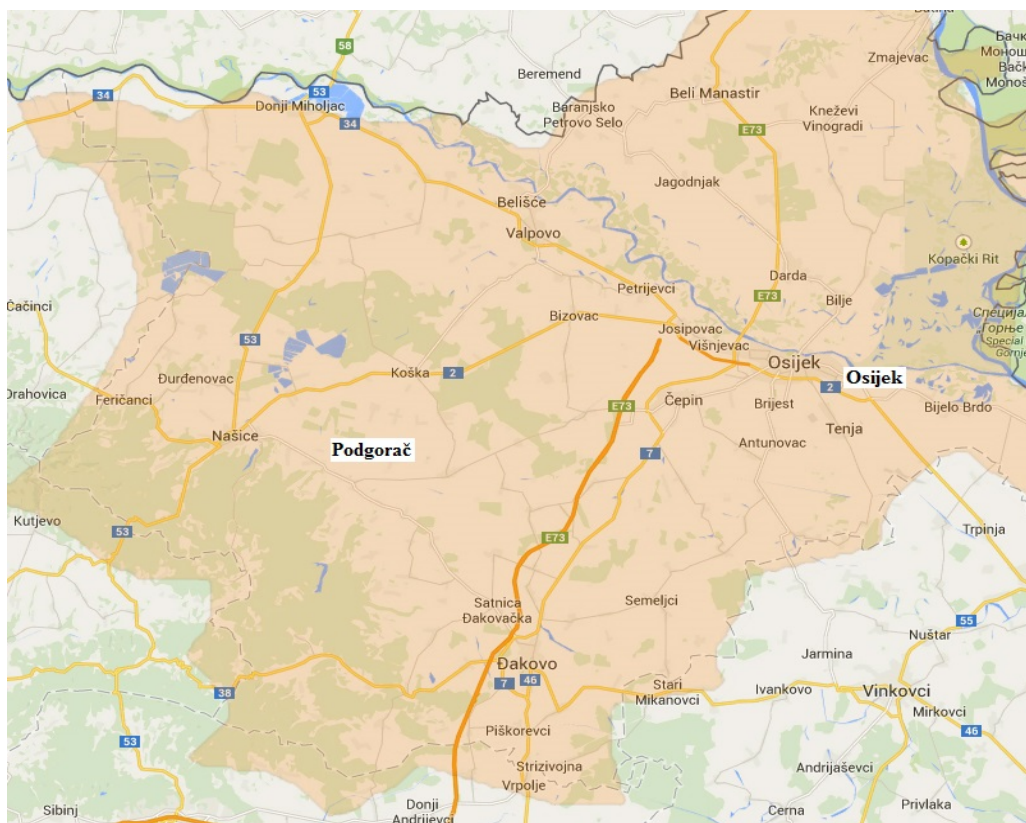 Zmajevac
58
Бачк
Моног
Bačk
Monoš
34
53
Beremend
Donji Miholjac
34
Baranjsko
Petrovo Selo
Beli Manastir
Kneževi
Vinogradi
E73
Jagodnjak
Belišće
Valpovo
Kopački Rit
Darda
Petrijevci
E73
Bilje
Čačinci
Bizovac
Josipovac
Višnjevac
Специјал
Горње
Special
Gornje
53
Osijek
Osijek
Đurđenovac
Koška
2
2
Drahovica
Feričanci
E73
Čepin
Brijest
Bijelo Brdo
Našice
Podgorač
Antunovac
Tenja
7
Kutjevo
53
E73
Trpinja
Satnica
Đakovačka
Semeljci
55
Nuštar
Đakovo
Jarmina
38
7
46
Stari
Mikanovci
Ivankovo
Vinkovci
Mirkovci
53
Piškorevci
46
Strizivojna
Vrpolje
Andrijaševci
Sibinj
Donji
Andrijevci
Cerna
Privlaka